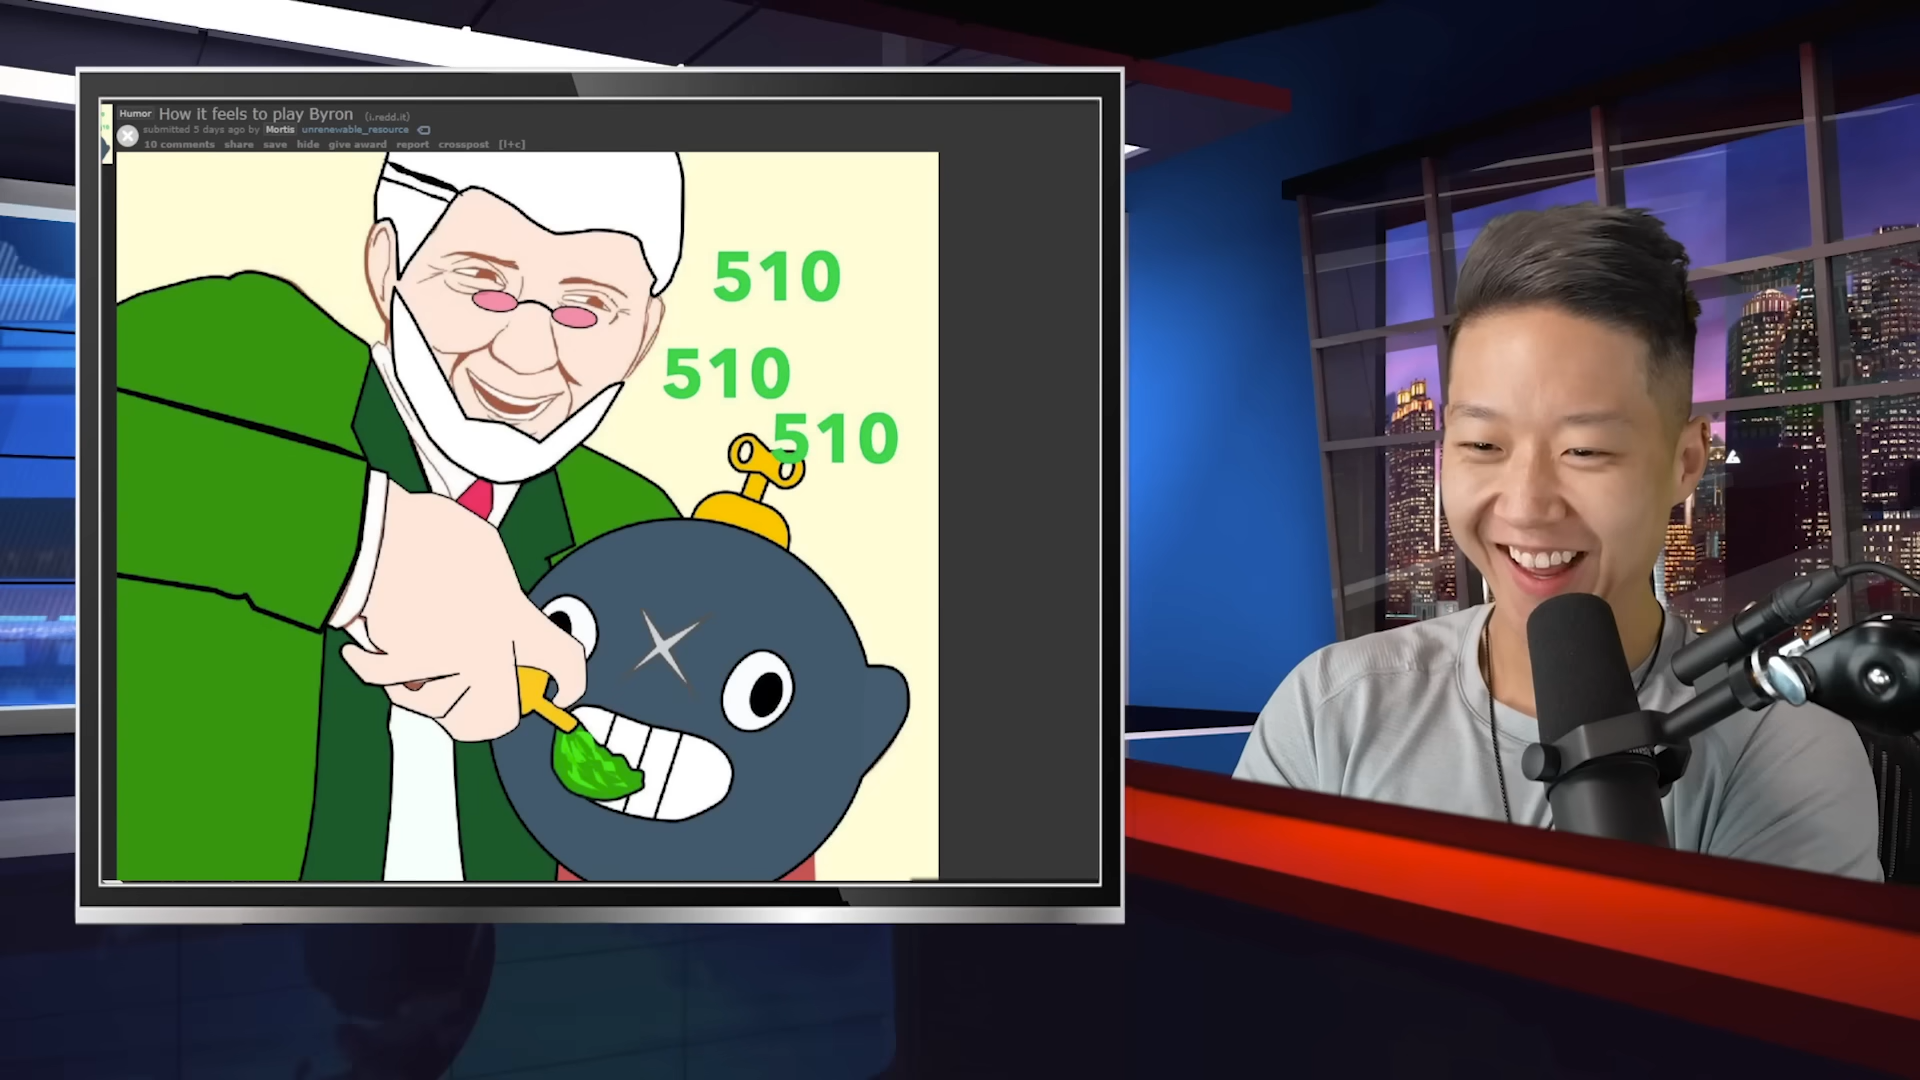 Humor How it feels to play Byron (i.redd.it)
submitted 5 days ago by Mortis unrenewable_resource
10 comments share save hide give award report crosspost [l+c]
510
510
510